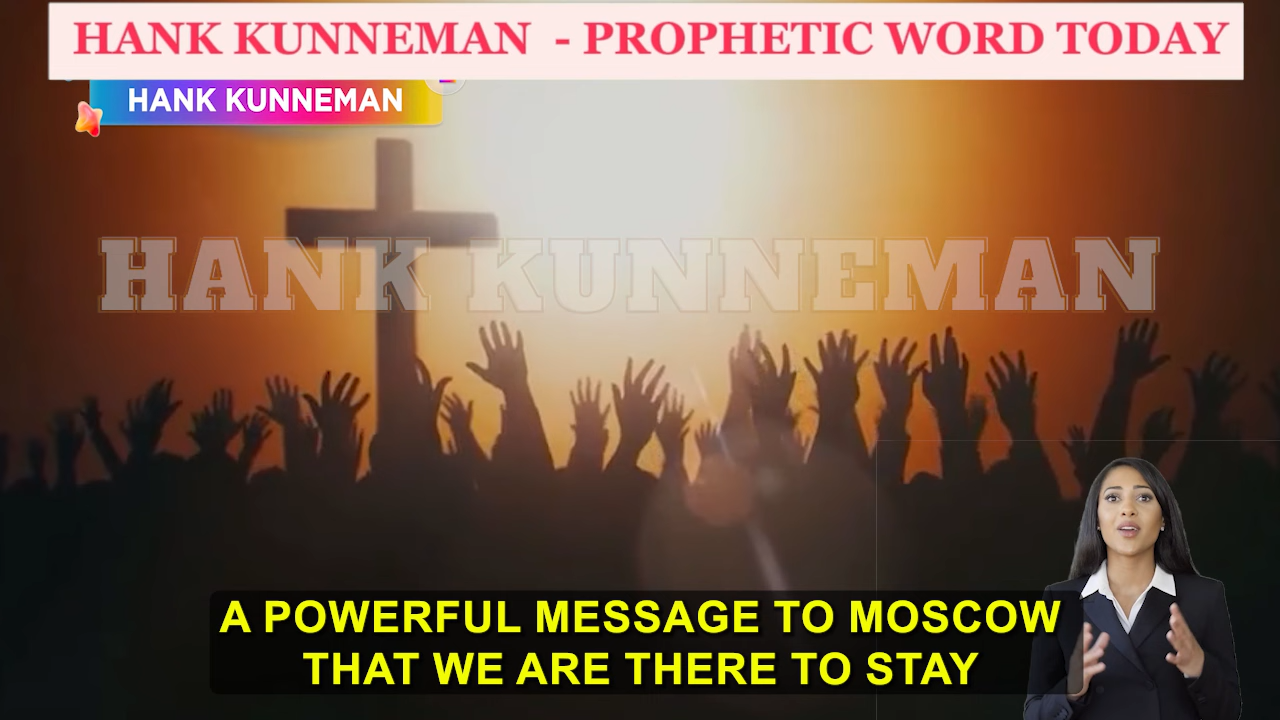 HANK KUNNEMAN - PROPHETIC WORD TODAY
HANK KUNNEMAN
HANK KUNNEMAN
A POWERFUL MESSAGE TO MOSCOW
THAT WE ARE THERE TO STAY